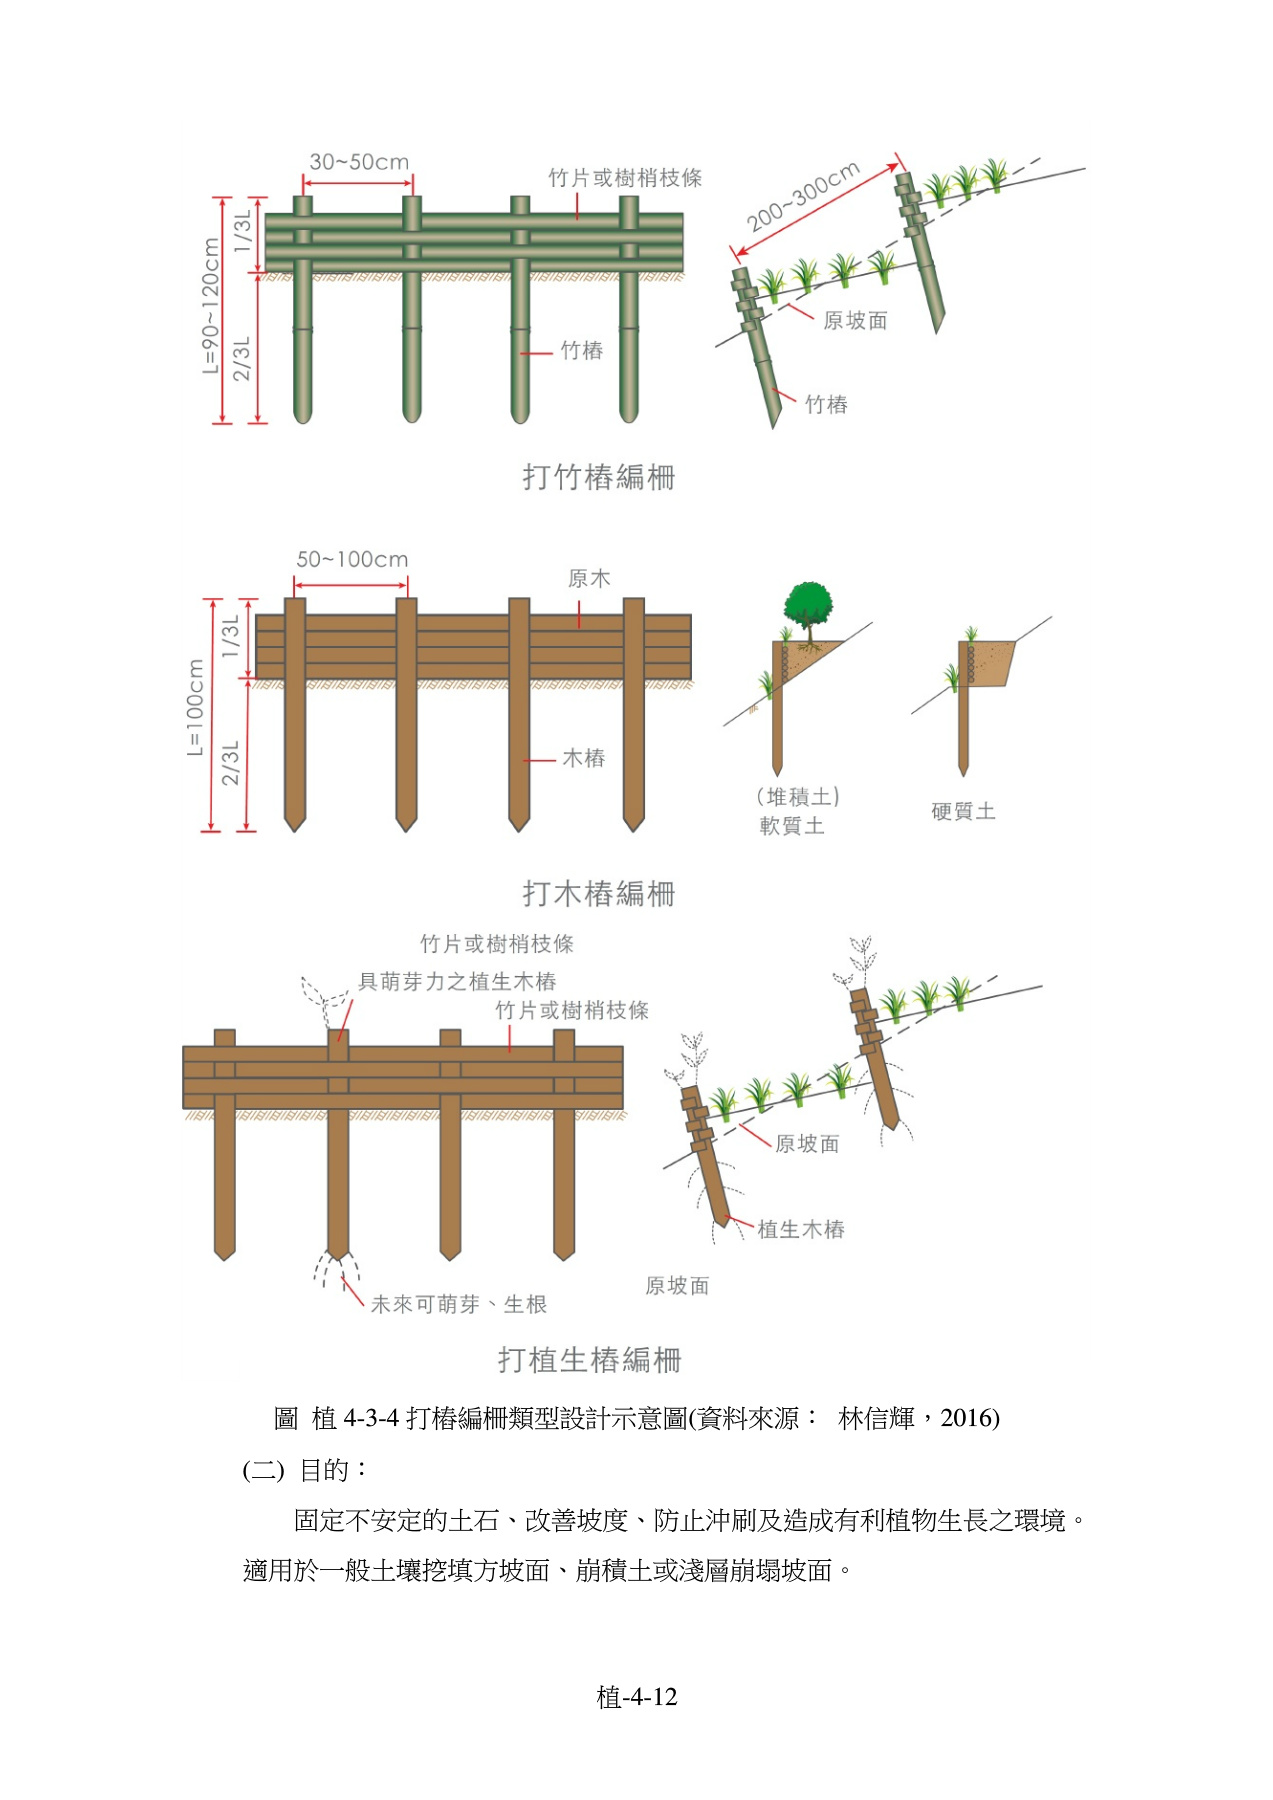 30~50cm
竹片或樹梢枝條
200~300cm
1/3L
L=90~120cm
2/3L
原坡面
竹樁
竹樁
打竹樁編柵
50~100cm
原木
1/3L
L=100cm
2/3L
木樁
(堆積土)
軟質土
硬質土
打木樁編柵
竹片或樹梢枝條
具萌芽力之植生木樁
竹片或樹梢枝條
原坡面
植生木樁
原坡面
未來可萌芽、生根
打植生樁編柵
圖 植 4-3-4 打樁編柵類型設計示意圖(資料來源： 林信輝，2016)
(二) 目的：
固定不安定的土石、改善坡度、防止沖刷及造成有利植物生長之環境。
適用於一般土壤挖填方坡面、崩積土或淺層崩塌坡面。
植-4-12